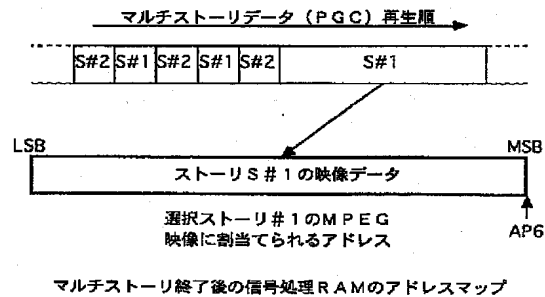 マルチストーリデータ（PGC）再生順
S#2 S#1 S#2 S#1 S#2 S#1
LSB MSB
ストーリS#1の映像データ
選択ストーリ#1のMPEG
映像に割当てられるアドレス
AP6
マルチストーリ終了後の信号処理RAMのアドレスマップ